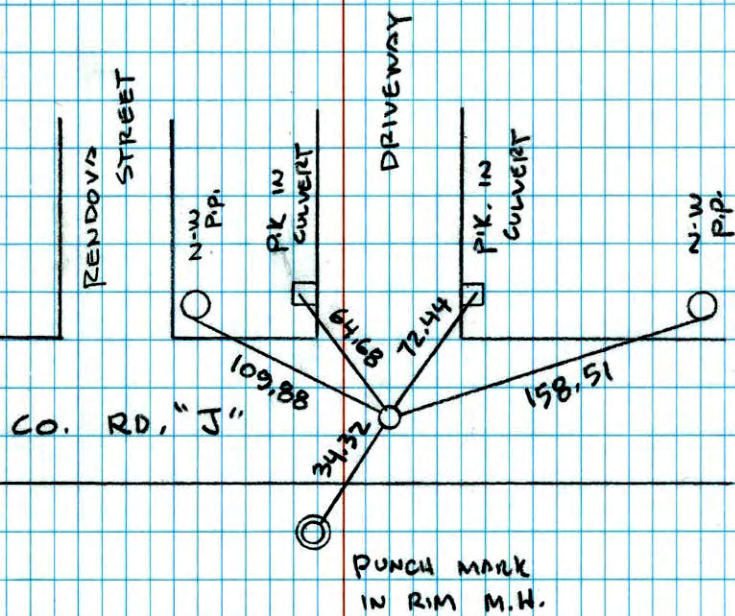 RENDOVA
STREET
N-W
P.P.
P.K IN
CULVERT
DRIVEWAY
P.K. IN
CULVERT
N-W
P.P.
109.88
64.68
72.44
158.51
CO. RD. "J"
34.32
PUNCH MARK
IN RIM M.H.